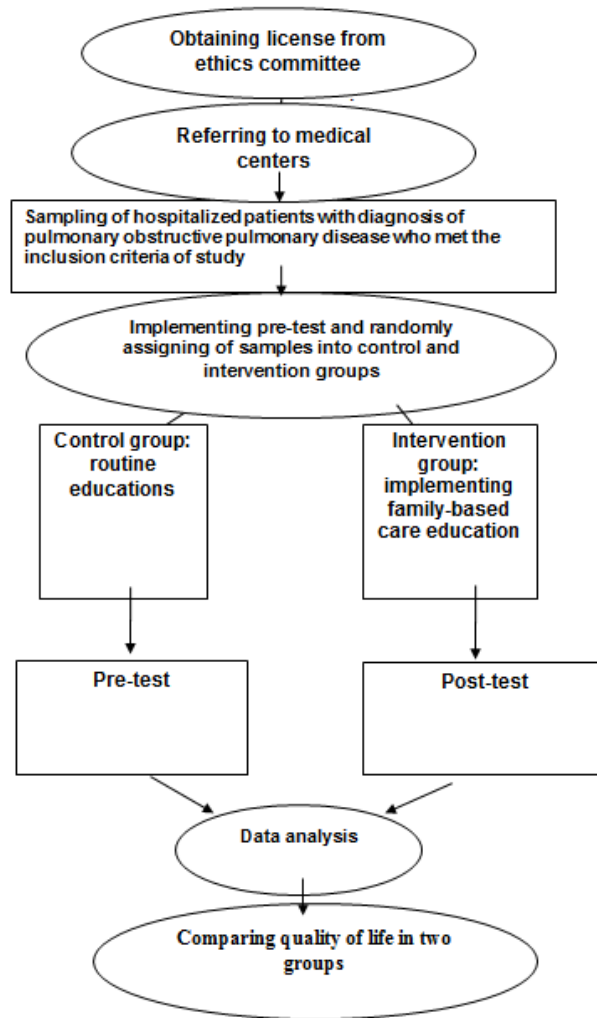 Obtaining license from
ethics committee
Referring to medical
centers
Sampling of hospitalized patients with diagnosis of
pulmonary obstructive pulmonary disease who met the
inclusion criteria of study
Implementing pre-test and randomly
assigning of samples into control and
intervention groups
Control group:
routine
educations
Intervention
group:
implementing
family-based
care education
Pre-test
Post-test
Data analysis
Comparing quality of life in two
groups